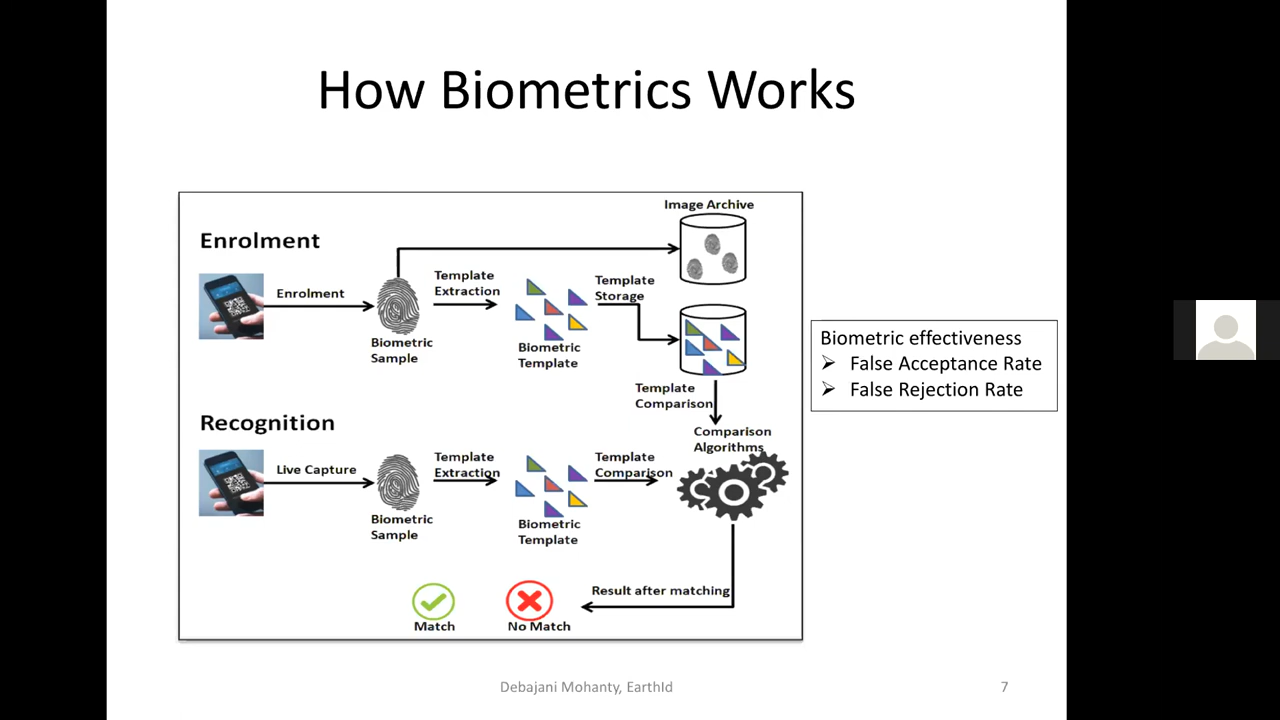 How Biometrics Works
Image Archive
Enrolment
Enrolment
Template
Extraction
Template
Storage
Biometric
Sample
Biometric
Template
Template
Comparison
Biometric effectiveness
➢ False Acceptance Rate
➢ False Rejection Rate
Recognition
Comparison
Algorithms
Live Capture
Template
Extraction
Template
Comparison
Biometric
Sample
Biometric
Template
Result after matching
Match
No Match
Debajani Mohanty, EarthId
7